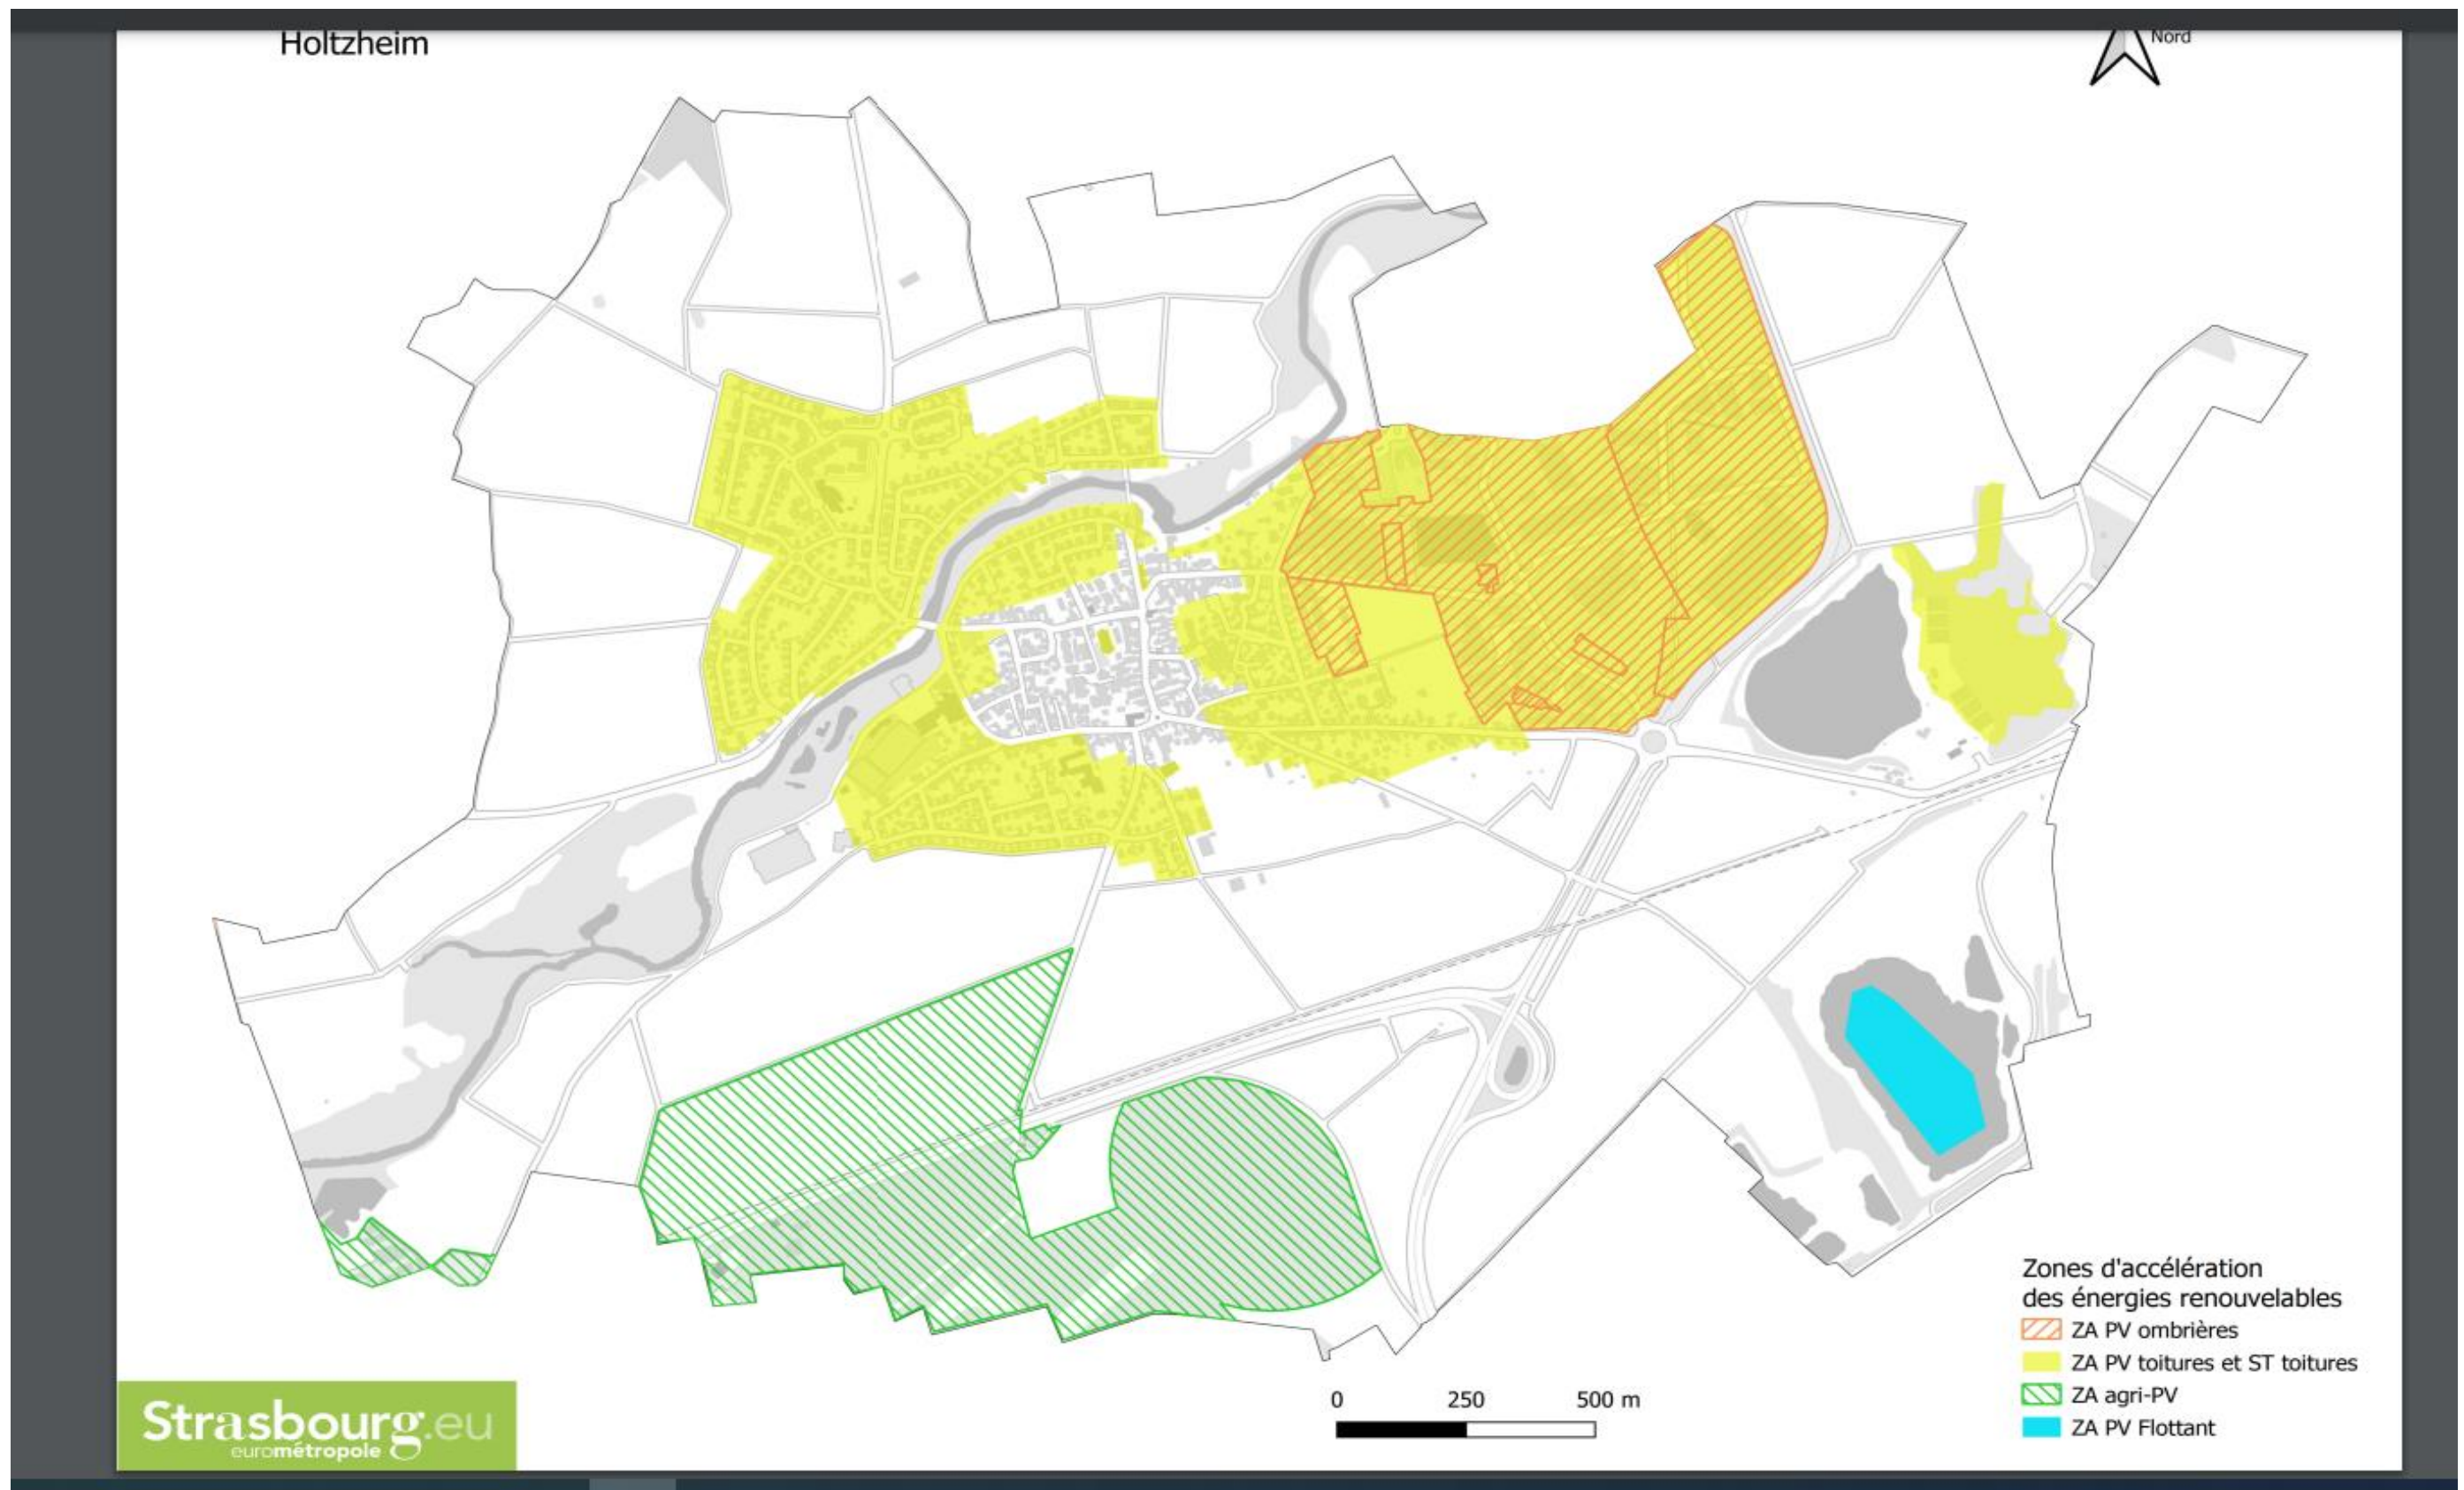 Holtzheim
Nord
Zones d'accélération
des énergies renouvelables
ZA PV ombrières
ZA PV toitures et ST toitures
ZA agri-PV
ZA PV Flottant
0 250 500 m
Strasbourg.eu
eurométropole